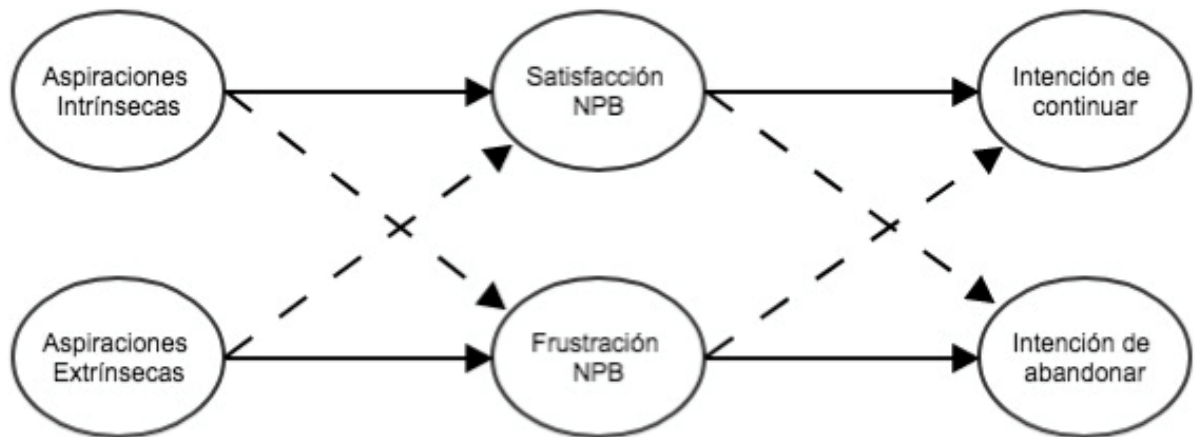 Aspiraciones
Intrínsecas
Satisfacción
NPB
Intención de
continuar
Aspiraciones
Extrínsecas
Frustración
NPB
Intención de
abandonar